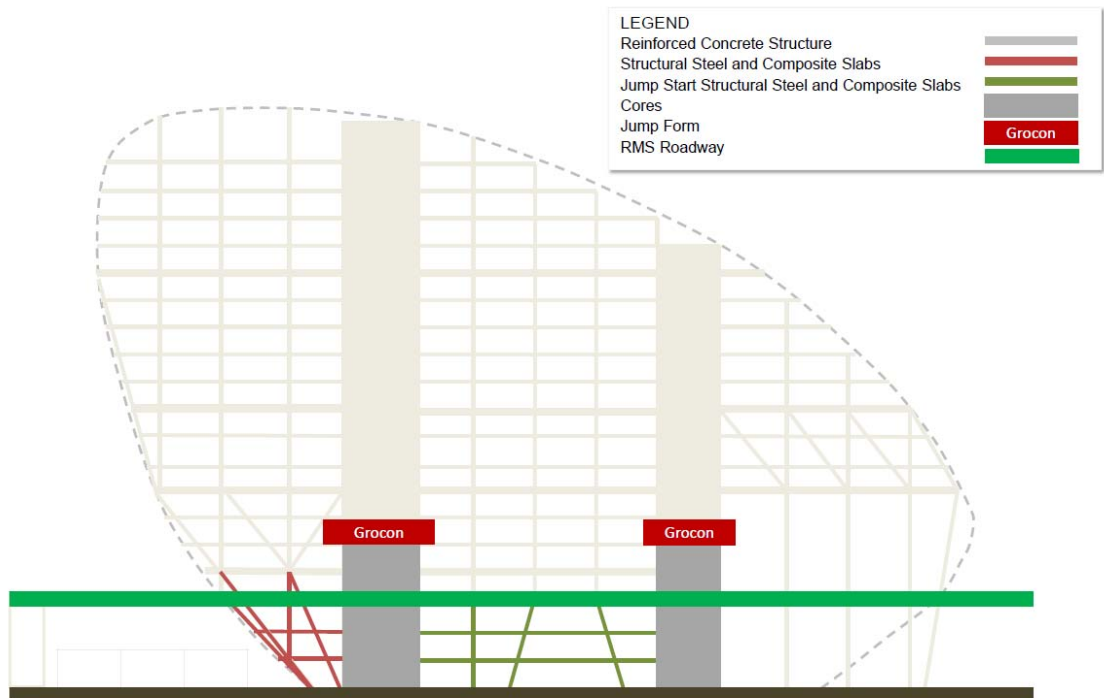 LEGEND
Reinforced Concrete Structure
Structural Steel and Composite Slabs
Jump Start Structural Steel and Composite Slabs
Cores
Jump Form
Grocon
RMS Roadway
Grocon
Grocon